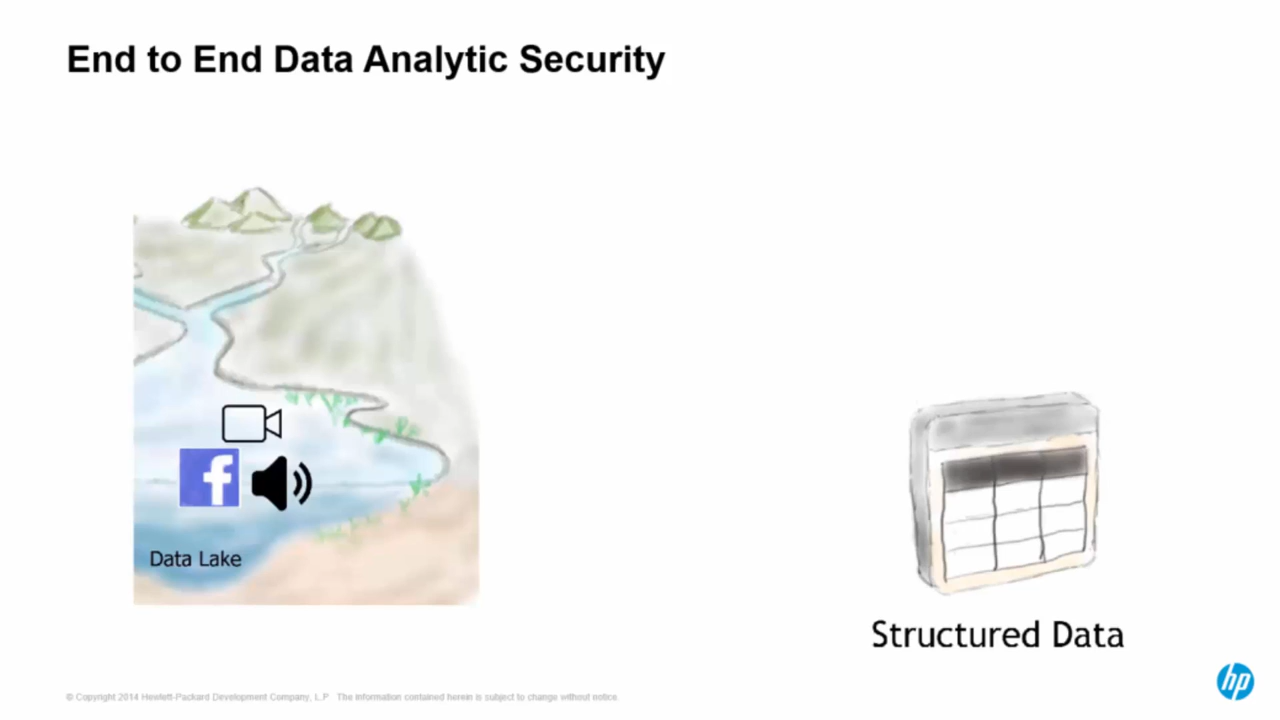 End to End Data Analytic Security
f
Data Lake
Structured Data
© Copyright 2014 Hewlett-Packard Development Company, L.P. The information contained herein is subject to change without notice.
hp